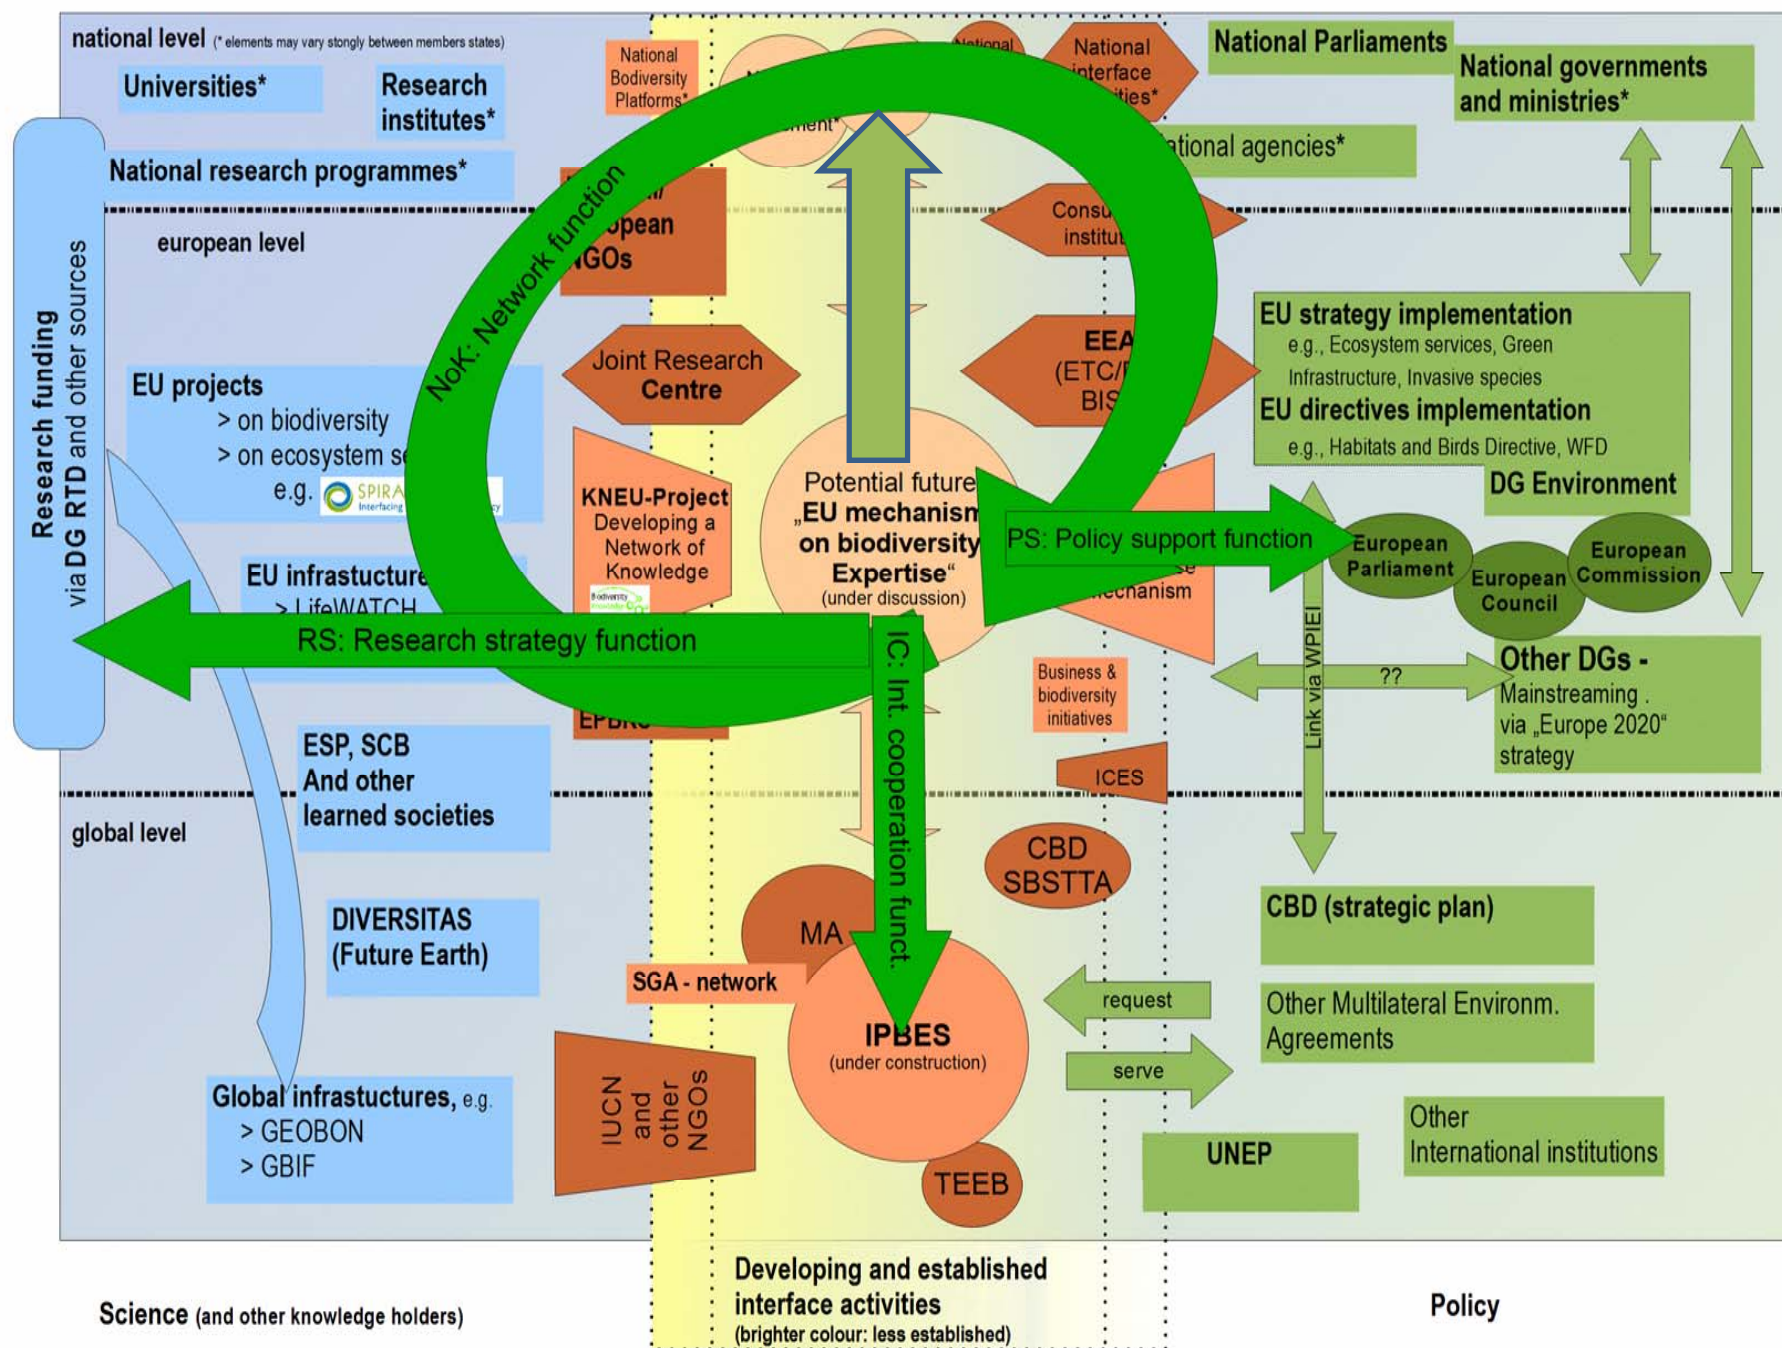 national level (* elements may vary stongly between members states)
Universities*
Research
institutes*
National research programmes*
National
Bodiversity
Platforms*
National
National
interface
National Parliaments
National governments
and ministries*
agencies*
Research funding
via DG RTD and other sources
european level
NGOs
Joint Research
Centre
EEA
EU strategy implementation
e.g., Ecosystem services, Green
Infrastructure, Invasive species
EU directives implementation
e.g., Habitats and Birds Directive, WFD
DG Environment
EU projects
> on biodiversity
> on ecosystem
e.g.
Interfacing
NoK: Network function
KNEU-Project
Developing a
Network of
Knowledge
Biodiversity
Potential future
„EU mechanism
on biodiversity
Expertise“
(under discussion)
PS: Policy support function
mechanism
European
Parliament
European
Council
European
Commission
EU infrastucture
> LifeWATCH
RS: Research strategy function
IC: Int. cooperation funct.
Business &
biodiversity
initiatives
Link via WPIEI
??
Other DGs -
Mainstreaming .
via „Europe 2020“
strategy
ESP, SCB
And other
learned societies
ICES
global level
CBD
SBSTTA
MA
DIVERSITAS
(Future Earth)
SGA - network
CBD (strategic plan)
request
Other Multilateral Environm.
Agreements
IPBES
(under construction)
serve
Global infrastuctures, e.g.
> GEOBON
> GBIF
IUCN
and
other
NGOs
TEEB
UNEP
Other
International institutions
Science (and other knowledge holders)
Developing and established
interface activities
(brighter colour: less established)
Policy